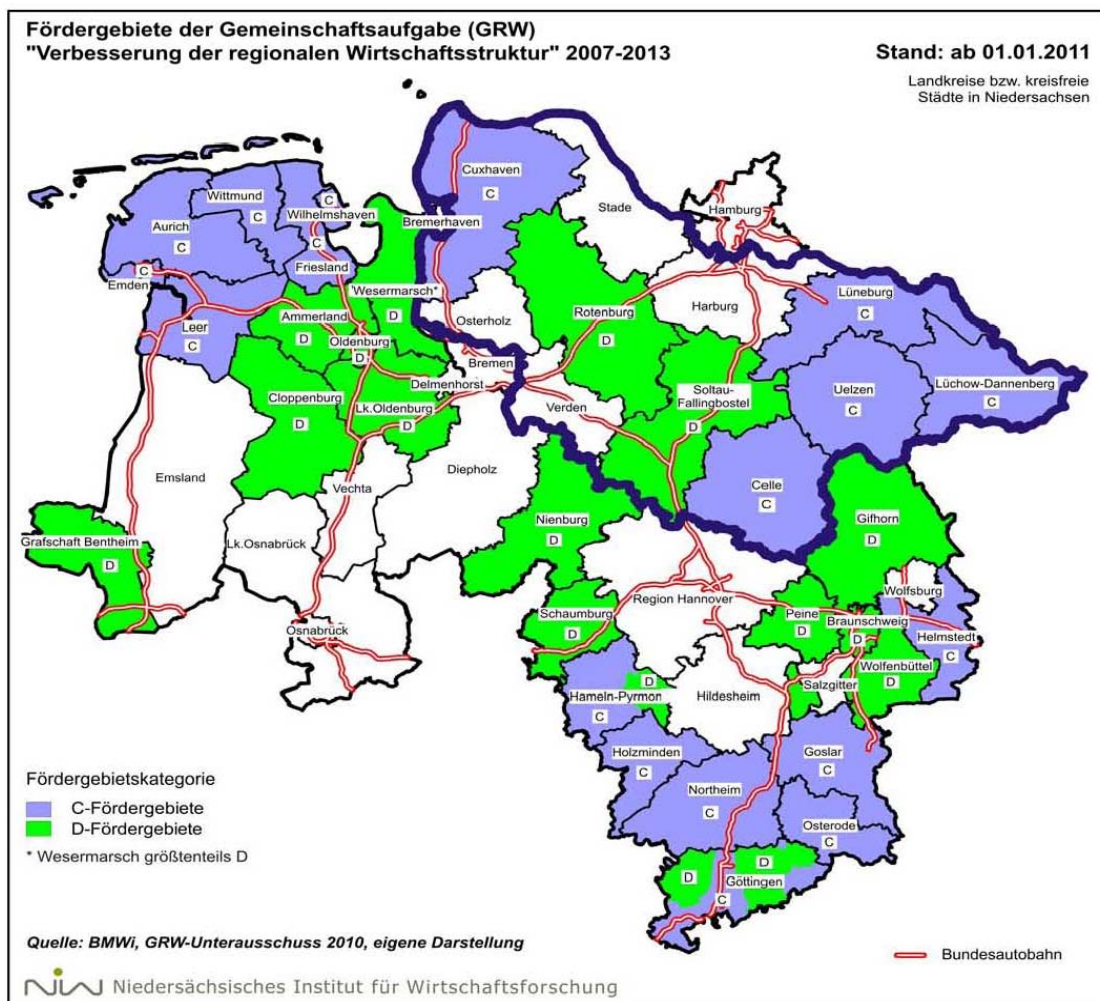 Fördergebiete der Gemeinschaftsaufgabe (GRW)
"Verbesserung der regionalen Wirtschaftsstruktur" 2007-2013
Stand: ab 01.01.2011
Landkreise bzw. kreisfreie
Städte in Niedersachsen
Cuxhaven
C
Stade
Hamburg
Wittmund
C
Wilhelmshaven
C
C
Aurich
C
Bremerhaven
Emden
C
Friesland
Wesermarsch*
D
Leer
C
Ammerland
D
Oldenburg
D
Osterholz
Rotenburg
D
Harburg
Lüneburg
C
Bremen
Delmenhorst
Cloppenburg
D
Lk.Oldenburg
D
Verden
Soltau-
Fallingbostel
D
Uelzen
C
Lüchow-Dannenberg
C
Emsland
Vechta
Diepholz
Celle
C
Nienburg
D
Gifhorn
D
Grafschaft Bentheim
D
Lk.Osnabrück
Osnabrück
Region Hannover
Wolfsburg
Schaumburg
D
Peine
D
Braunschweig
D
Helmstedt
C
Wolfenbüttel
D
Salzgitter
Hildesheim
D
Hameln-Pyrmon
C
Holzminden
C
Goslar
C
Northeim
C
Osterode
C
D
D
Göttingen
C
Fördergebietskategorie
C-Fördergebiete
D-Fördergebiete
* Wesermarsch größtenteils D
Quelle: BMWi, GRW-Unterausschuss 2010, eigene Darstellung
Bundesautobahn
NIW Niedersächsisches Institut für Wirtschaftsforschung